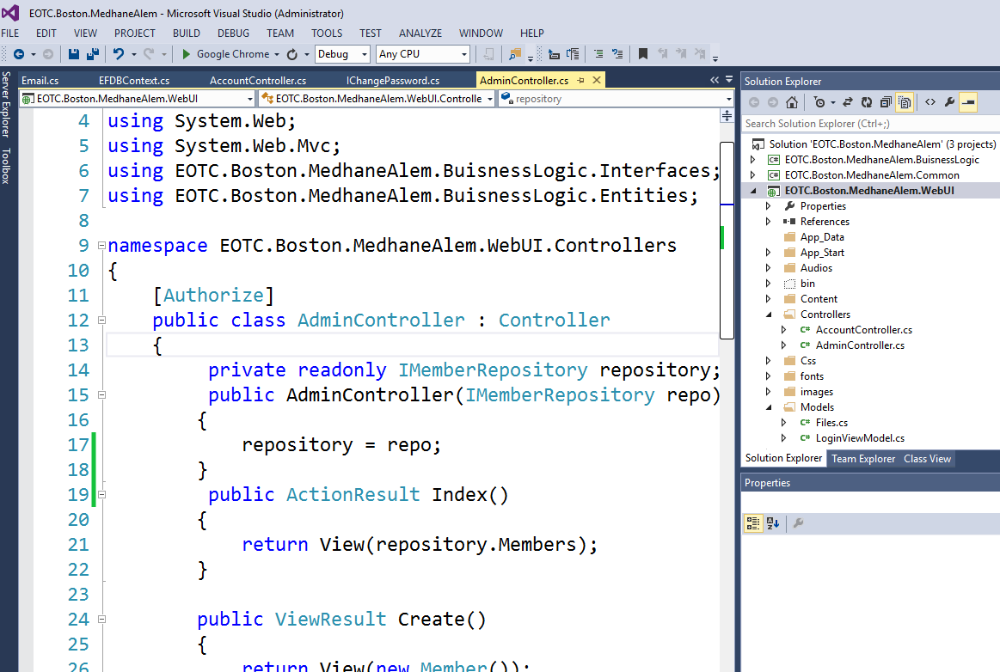 EOTC.Boston.MedhaneAlem - Microsoft Visual Studio (Administrator)
FILE EDIT VIEW PROJECT BUILD DEBUG TEAM TOOLS TEST ANALYZE WINDOW HELP
Google Chrome Debug Any CPU
Server Explorer
Toolbox
Email.cs EFDBContext.cs AccountController.cs IChangePassword.cs AdminController.cs
EOTC.Boston.MedhaneAlem.WebUI EOTC.Boston.MedhaneAlem.WebUI.Controlle repository
4 using System.Web;
5 using System.Web.Mvc;
6 using EOTC.Boston.MedhaneAlem.BuisnessLogic.Interfaces;
7 using EOTC.Boston.MedhaneAlem.BuisnessLogic.Entities;
8
9 namespace EOTC.Boston.MedhaneAlem.WebUI.Controllers
10 {
11 [Authorize]
12 public class AdminController : Controller
13 {
14 private readonly IMemberRepository repository;
15 public AdminController(IMemberRepository repo)
16 {
17 repository = repo;
18 }
19 public ActionResult Index()
20 {
21 return View(repository.Members);
22 }
23
24 public ViewResult Create()
25 {
26 return View(new Member());
Solution Explorer
Search Solution Explorer (Ctrl+;)
Solution 'EOTC.Boston.MedhaneAlem' (3 projects)
C# EOTC.Boston.MedhaneAlem.BuisnessLogic
C# EOTC.Boston.MedhaneAlem.Common
EOTC.Boston.MedhaneAlem.WebUI
Properties
References
App_Data
App_Start
Audios
bin
Content
Controllers
C# AccountController.cs
C# AdminController.cs
Css
fonts
images
Models
C# Files.cs
C# LoginViewModel.cs
Solution Explorer Team Explorer Class View
Properties